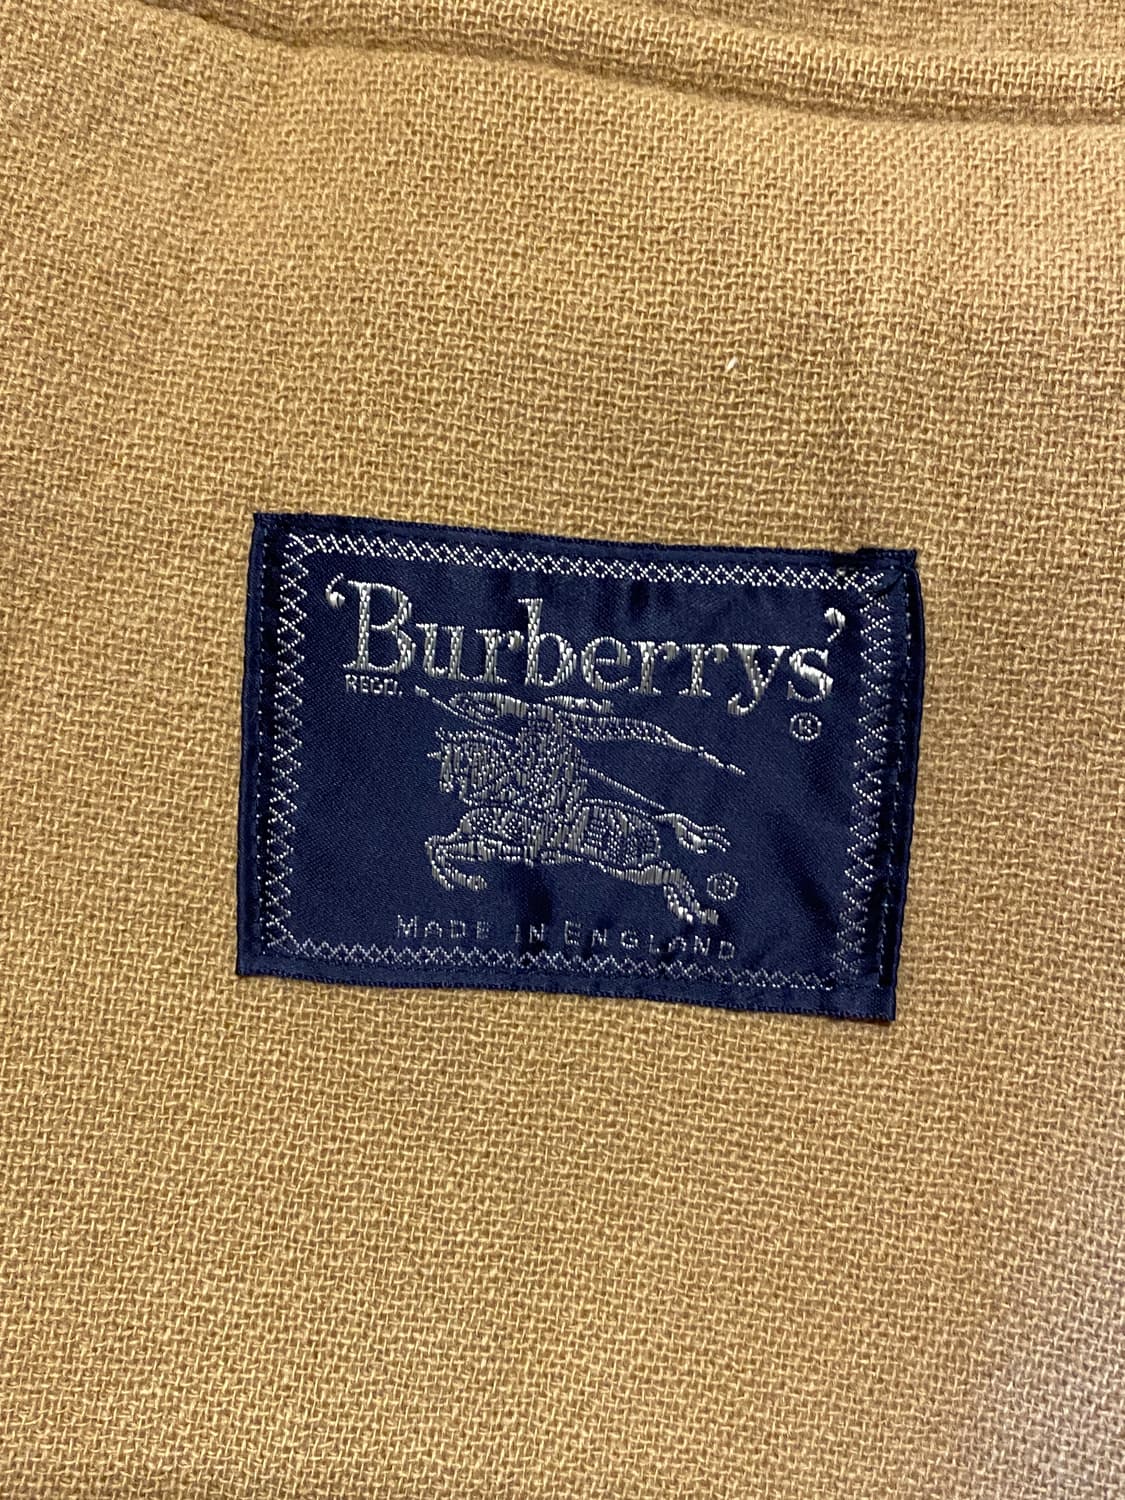 ‘Burberrys’
REGD. ®
®
MADE IN ENGLAND